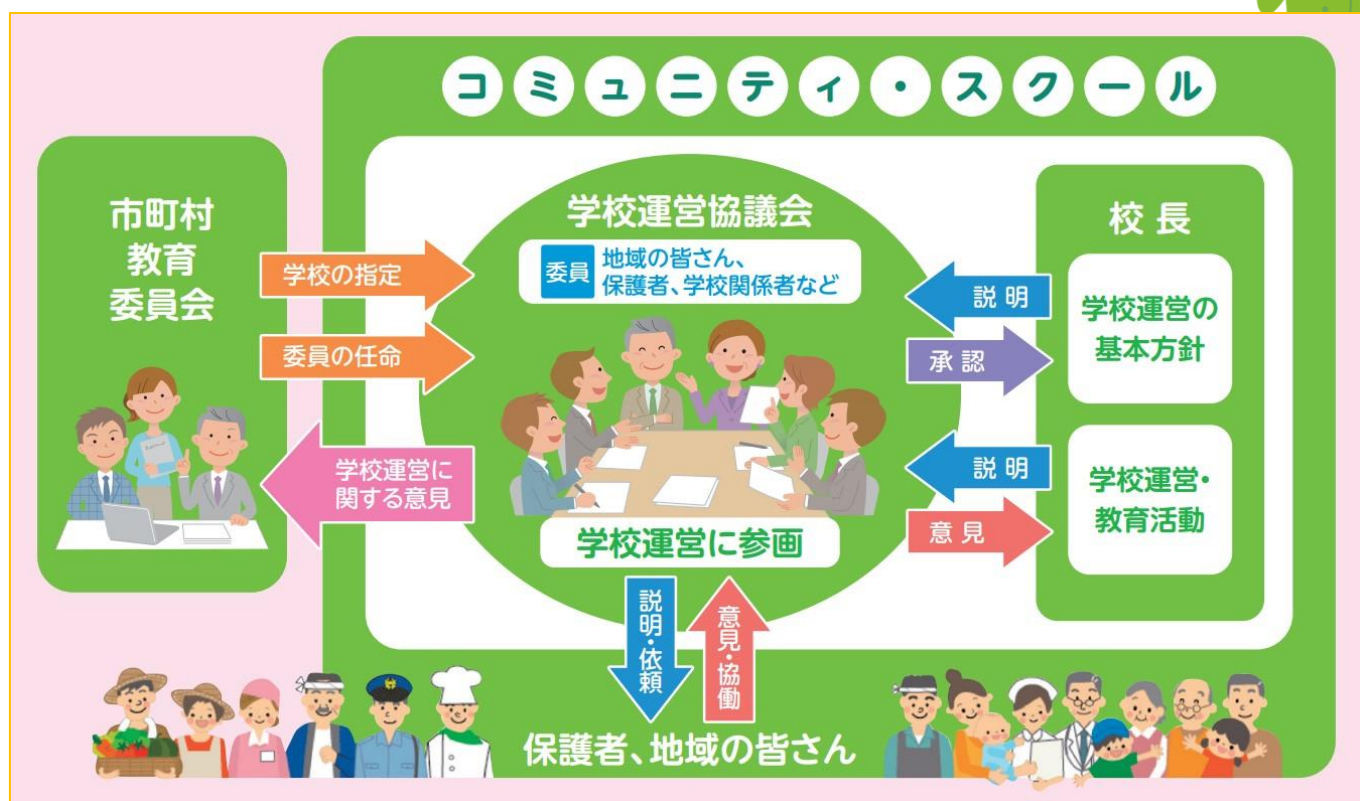 コミュニティ・スクール
市町村
教育
委員会
学校の指定
委員の任命
学校運営に
関する意見
学校運営協議会
委員
地域の皆さん、
保護者、学校関係者など
学校運営に参画
校長
説明
承認
学校運営の
基本方針
説明
意見
学校運営・
教育活動
説明・依頼
意見・協働
保護者、地域の皆さん